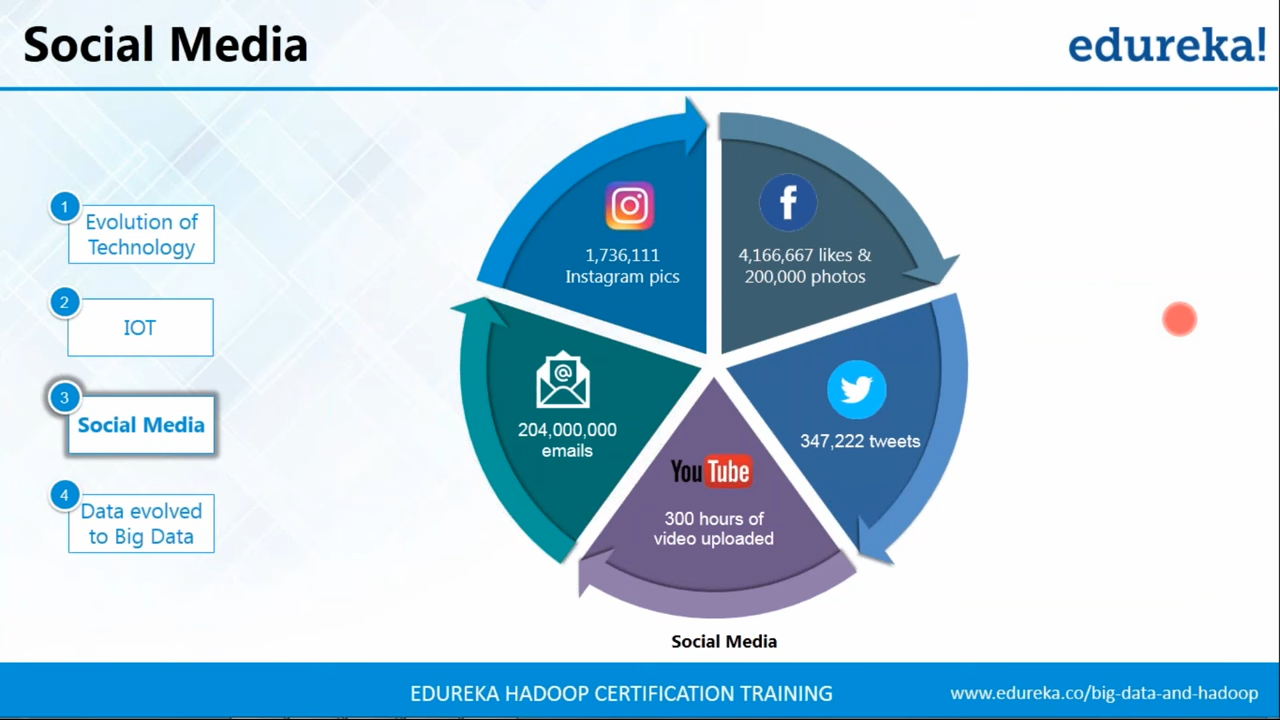 Social Media
edureka!
1
Evolution of
Technology
2
IOT
3
Social Media
4
Data evolved
to Big Data
1,736,111
Instagram pics
f
4,166,667 likes &
200,000 photos
@
204,000,000
emails
347,222 tweets
YouTube
300 hours of
video uploaded
Social Media
EDUREKA HADOOP CERTIFICATION TRAINING
www.edureka.co/big-data-and-hadoop